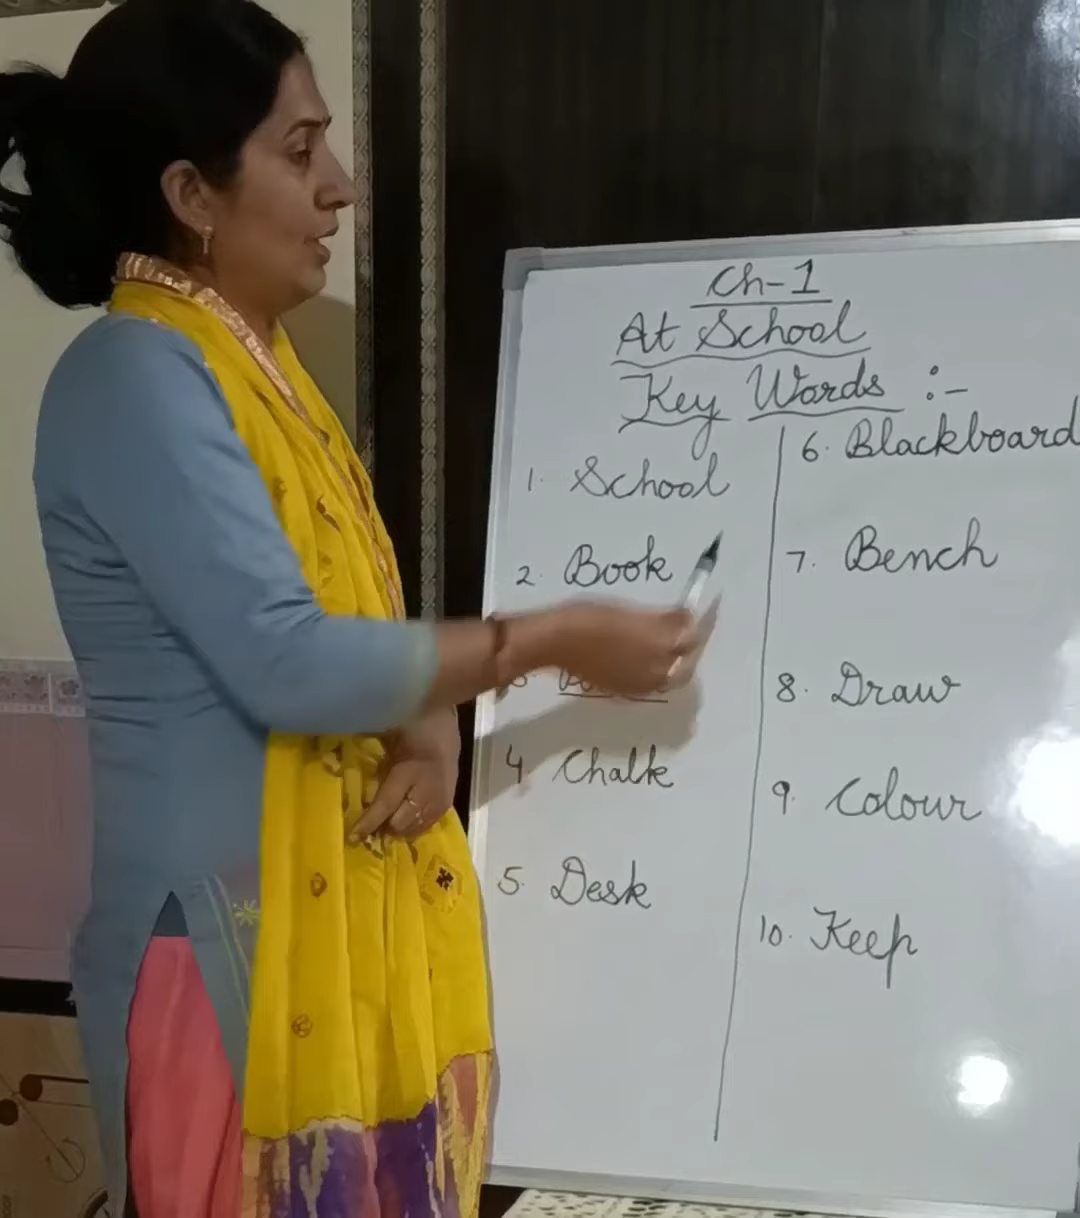 Ch-1
At School
Key Words :-
1. School
2. Book
3.
4. Chalk
5. Desk
6. Blackboard
7. Bench
8. Draw
9. Colour
10. Keep